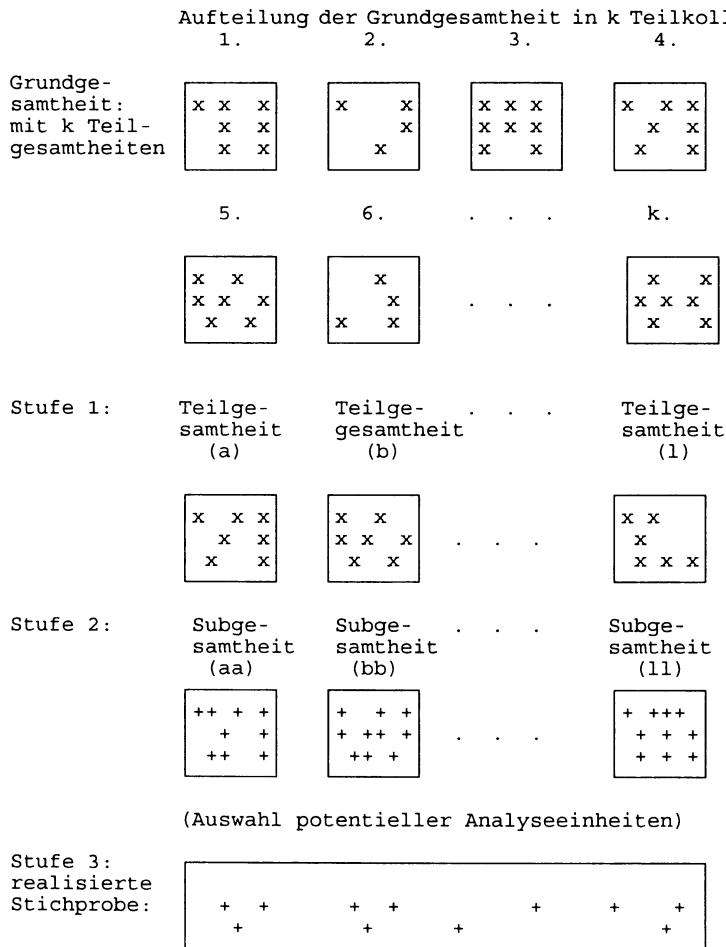 Aufteilung der Grundgesamtheit in k Teilkoll
1. 2. 3. 4.
Grundge-
samtheit:
mit k Teil-
gesamtheiten
x x x
x x
x x
x x
x
x
x x x
x x x
x x
x x x
x x
x x
5. 6. . . . k.
x x
x x x
x x
x
x
x x
. . .
x x
x x x
x x
Stufe 1: Teilge- Teilge- . . . Teilge-
samtheit gesamtheit samtheit
(a) (b) (l)
x x x
x x
x x
x x
x x x
x x
. . .
x x
x
x x x
Stufe 2: Subge- Subge- . . . Subge-
samtheit samtheit samtheit
(aa) (bb) (ll)
++ + +
+ +
++ +
+ + +
+ ++ +
++ +
. . .
+ +++
+ + +
+ + +
(Auswahl potentieller Analyseeinheiten)
Stufe 3:
realisierte
Stichprobe: + + + + + + +
+ + + +